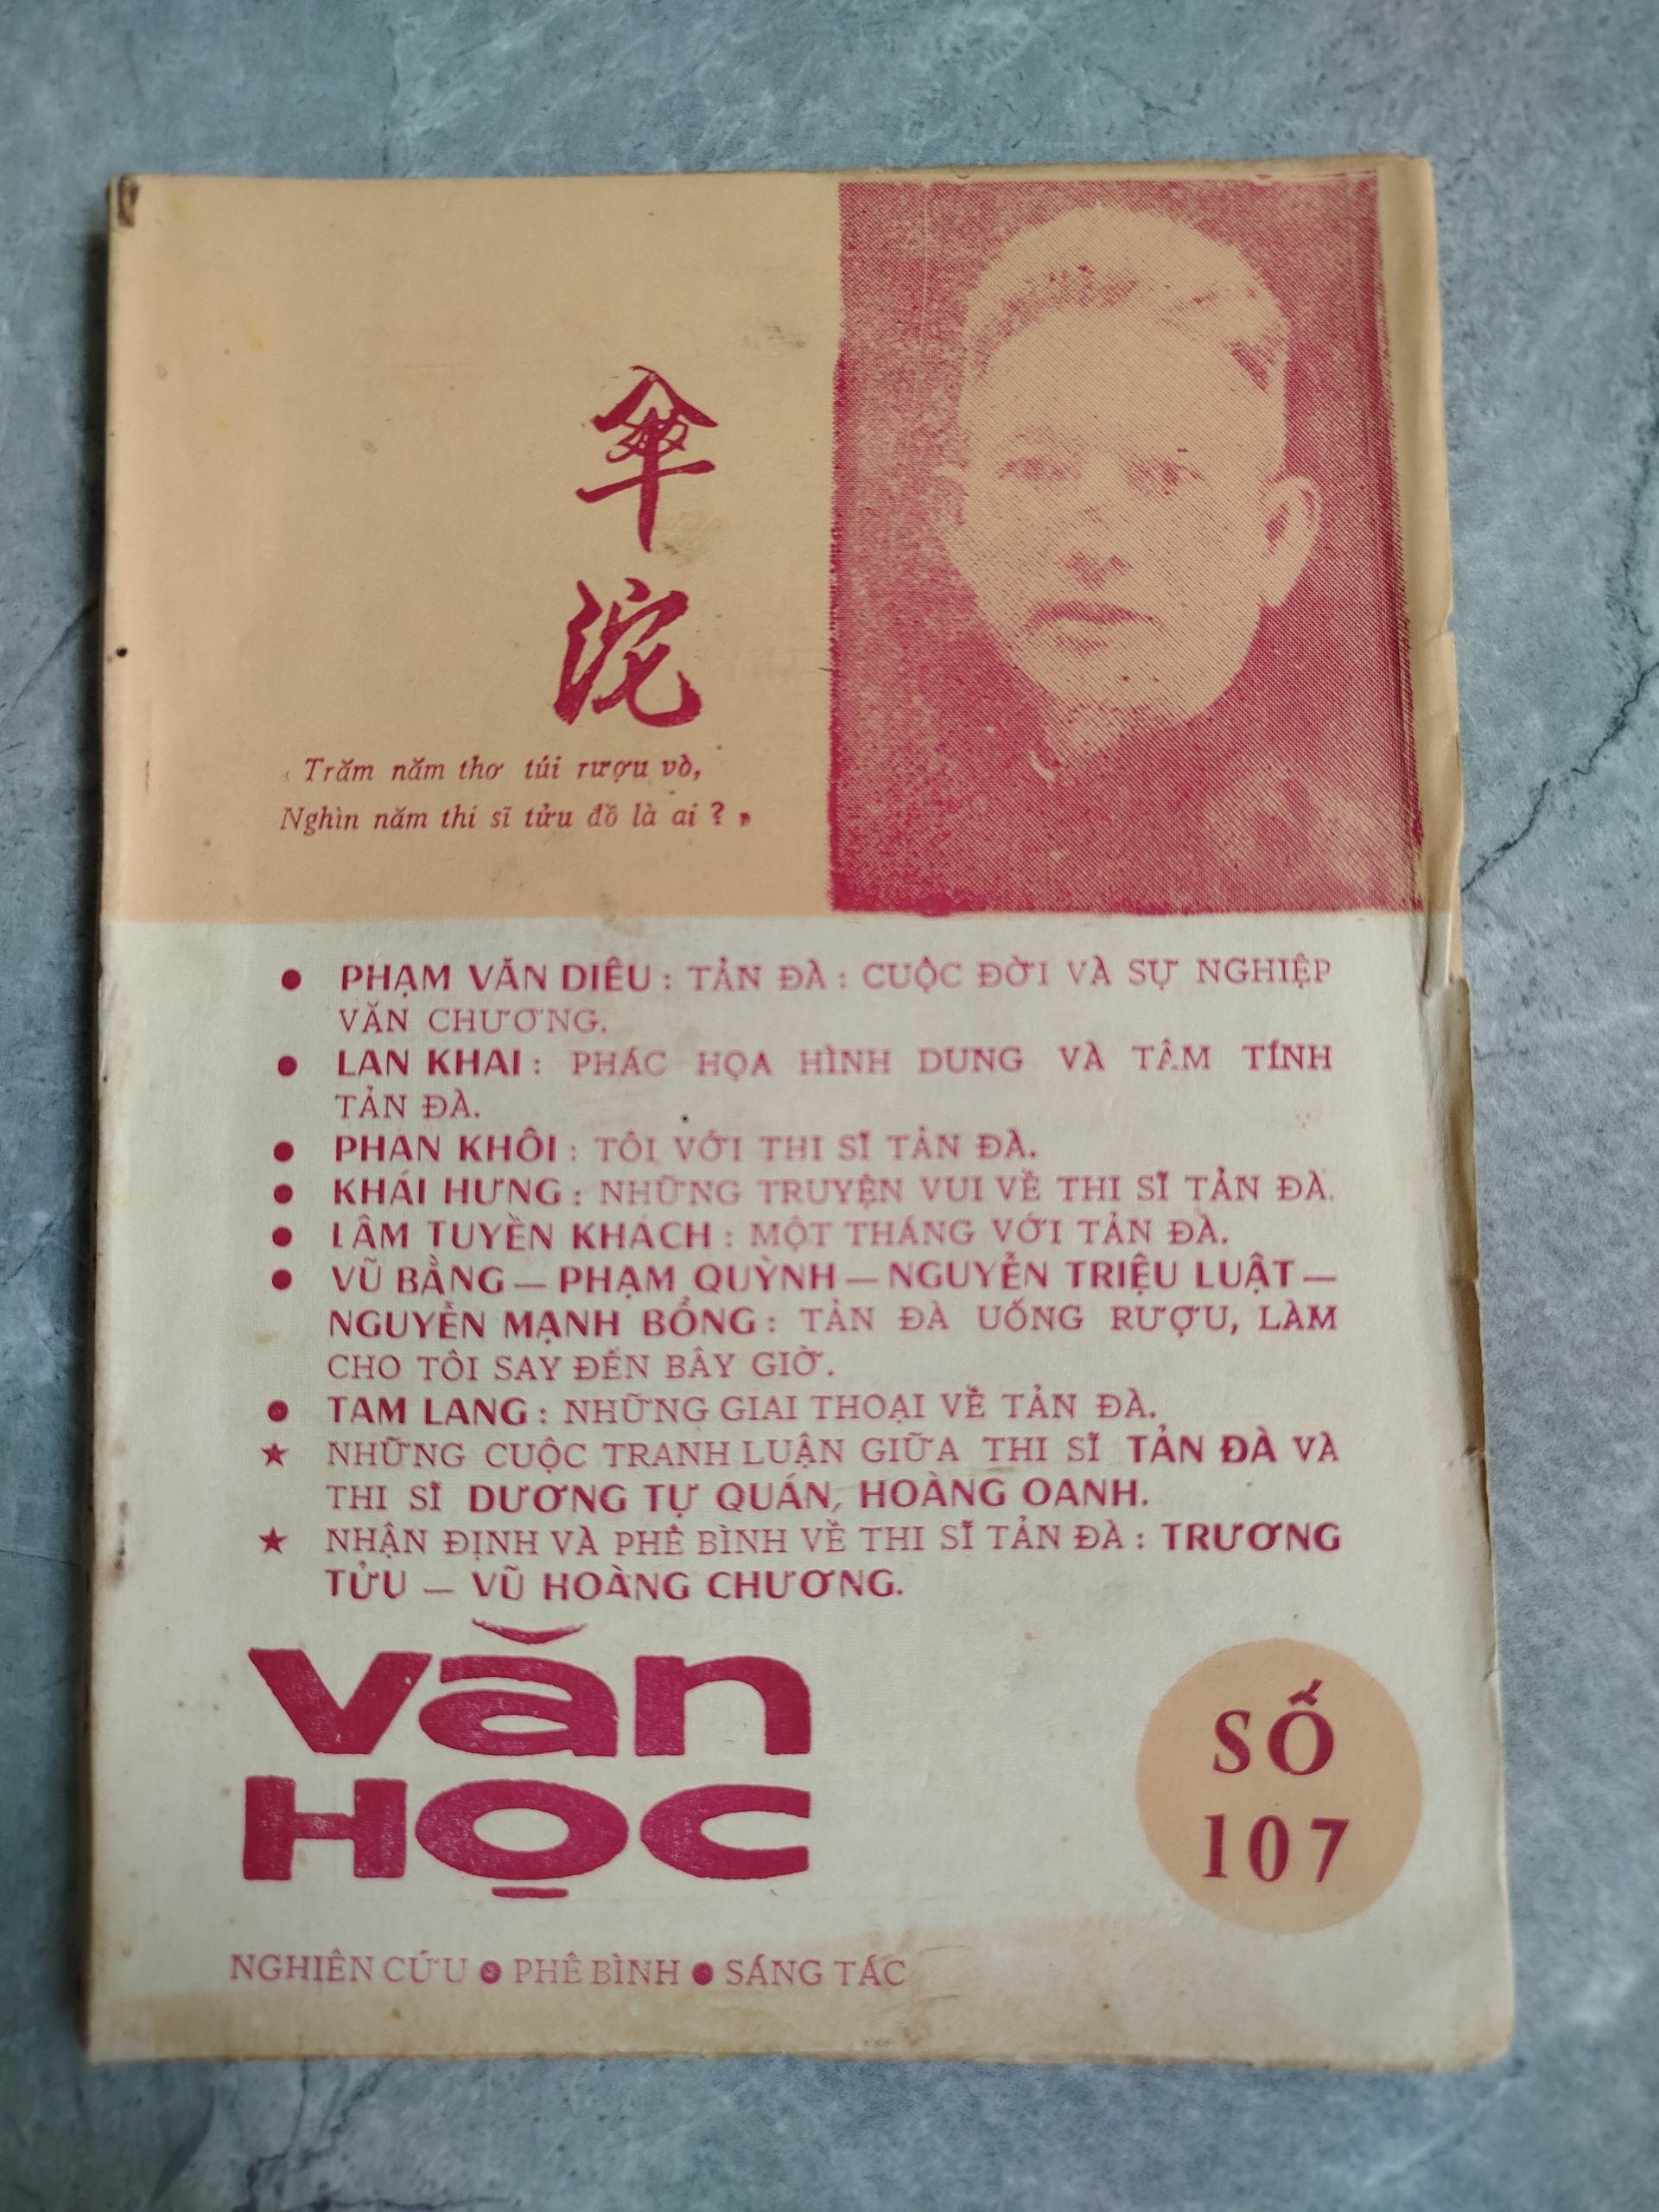 傘
沱
« Trăm năm thơ túi rượu vò,
Nghìn năm thi sĩ tửu đồ là ai ? »
● PHẠM VĂN DIÊU : TẢN ĐÀ : CUỘC ĐỜI VÀ SỰ NGHIỆP
VĂN CHƯƠNG.
● LAN KHAI : PHÁC HỌA HÌNH DUNG VÀ TÂM TÍNH
TẢN ĐÀ.
● PHAN KHÔI : TÔI VỚI THI SĨ TẢN ĐÀ.
● KHÁI HƯNG : NHỮNG TRUYỆN VUI VỀ THI SĨ TẢN ĐÀ.
● LÂM TUYỀN KHÁCH : MỘT THÁNG VỚI TẢN ĐÀ.
● VŨ BẰNG — PHẠM QUỲNH — NGUYỄN TRIỆU LUẬT —
NGUYỄN MẠNH BỔNG : TẢN ĐÀ UỐNG RƯỢU, LÀM
CHO TÔI SAY ĐẾN BÂY GIỜ.
● TAM LANG : NHỮNG GIAI THOẠI VỀ TẢN ĐÀ.
★ NHỮNG CUỘC TRANH LUẬN GIỮA THI SĨ TẢN ĐÀ VÀ
THI SĨ DƯƠNG TỰ QUÁN, HOÀNG OANH.
★ NHẬN ĐỊNH VÀ PHÊ BÌNH VỀ THI SĨ TẢN ĐÀ : TRƯƠNG
TỬU — VŨ HOÀNG CHƯƠNG.
văn
HỌC
SỐ
107
NGHIÊN CỨU ● PHÊ BÌNH ● SÁNG TÁC